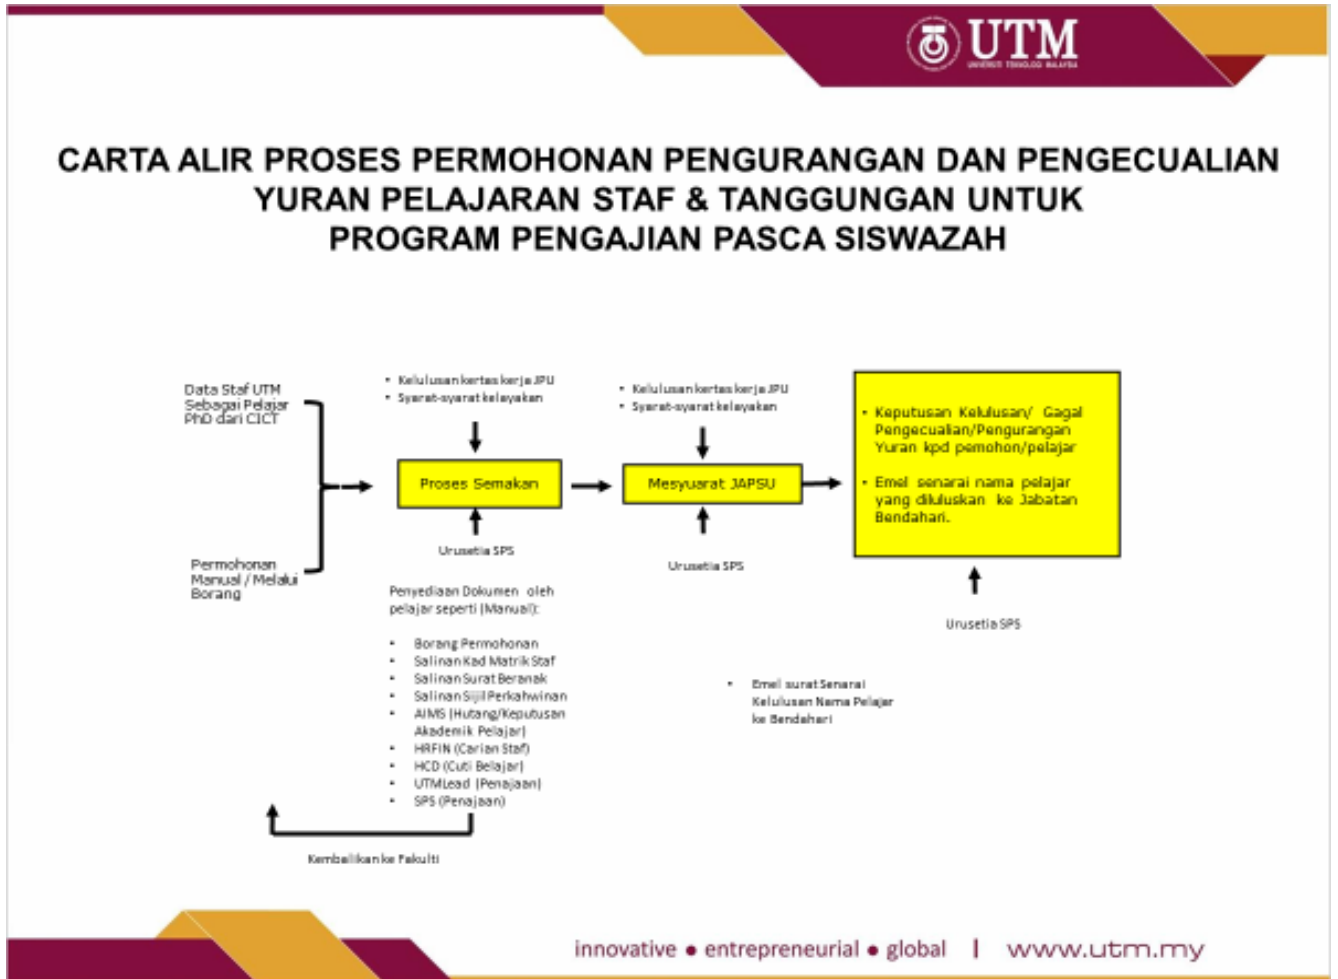 UTM
UNIVERSITI TEKNOLOGI MALAYSIA
CARTA ALIR PROSES PERMOHONAN PENGURANGAN DAN PENGECUALIAN
YURAN PELAJARAN STAF & TANGGUNGAN UNTUK
PROGRAM PENGAJIAN PASCA SISWAZAH
Data Staf UTM
Sebagai Pelajar
PhD dari CICT
Permohonan
Manual / Melalui
Borang
• Kelulusan kertas kerja JPU
• Syarat-syarat kelayakan
Proses Semakan
Urusetia SPS
Penyediaan Dokumen oleh
pelajar seperti (Manual):
• Borang Permohonan
• Salinan Kad Matrik Staf
• Salinan Surat Beranak
• Salinan Sijil Perkahwinan
• AIMS (Hutang/Keputusan
Akademik Pelajar)
• HRFIN (Carian Staf)
• HCD (Cuti Belajar)
• UTMLead (Penajaan)
• SPS (Penajaan)
Kembalikan ke Fakulti
• Kelulusan kertas kerja JPU
• Syarat-syarat kelayakan
Mesyuarat JAPSU
Urusetia SPS
• Emel surat Senarai
Kelulusan Nama Pelajar
ke Bendahari
• Keputusan Kelulusan/ Gagal
Pengecualian/Pengurangan
Yuran kpd pemohon/pelajar
• Emel senarai nama pelajar
yang diluluskan ke Jabatan
Bendahari.
Urusetia SPS
innovative ● entrepreneurial ● global | www.utm.my